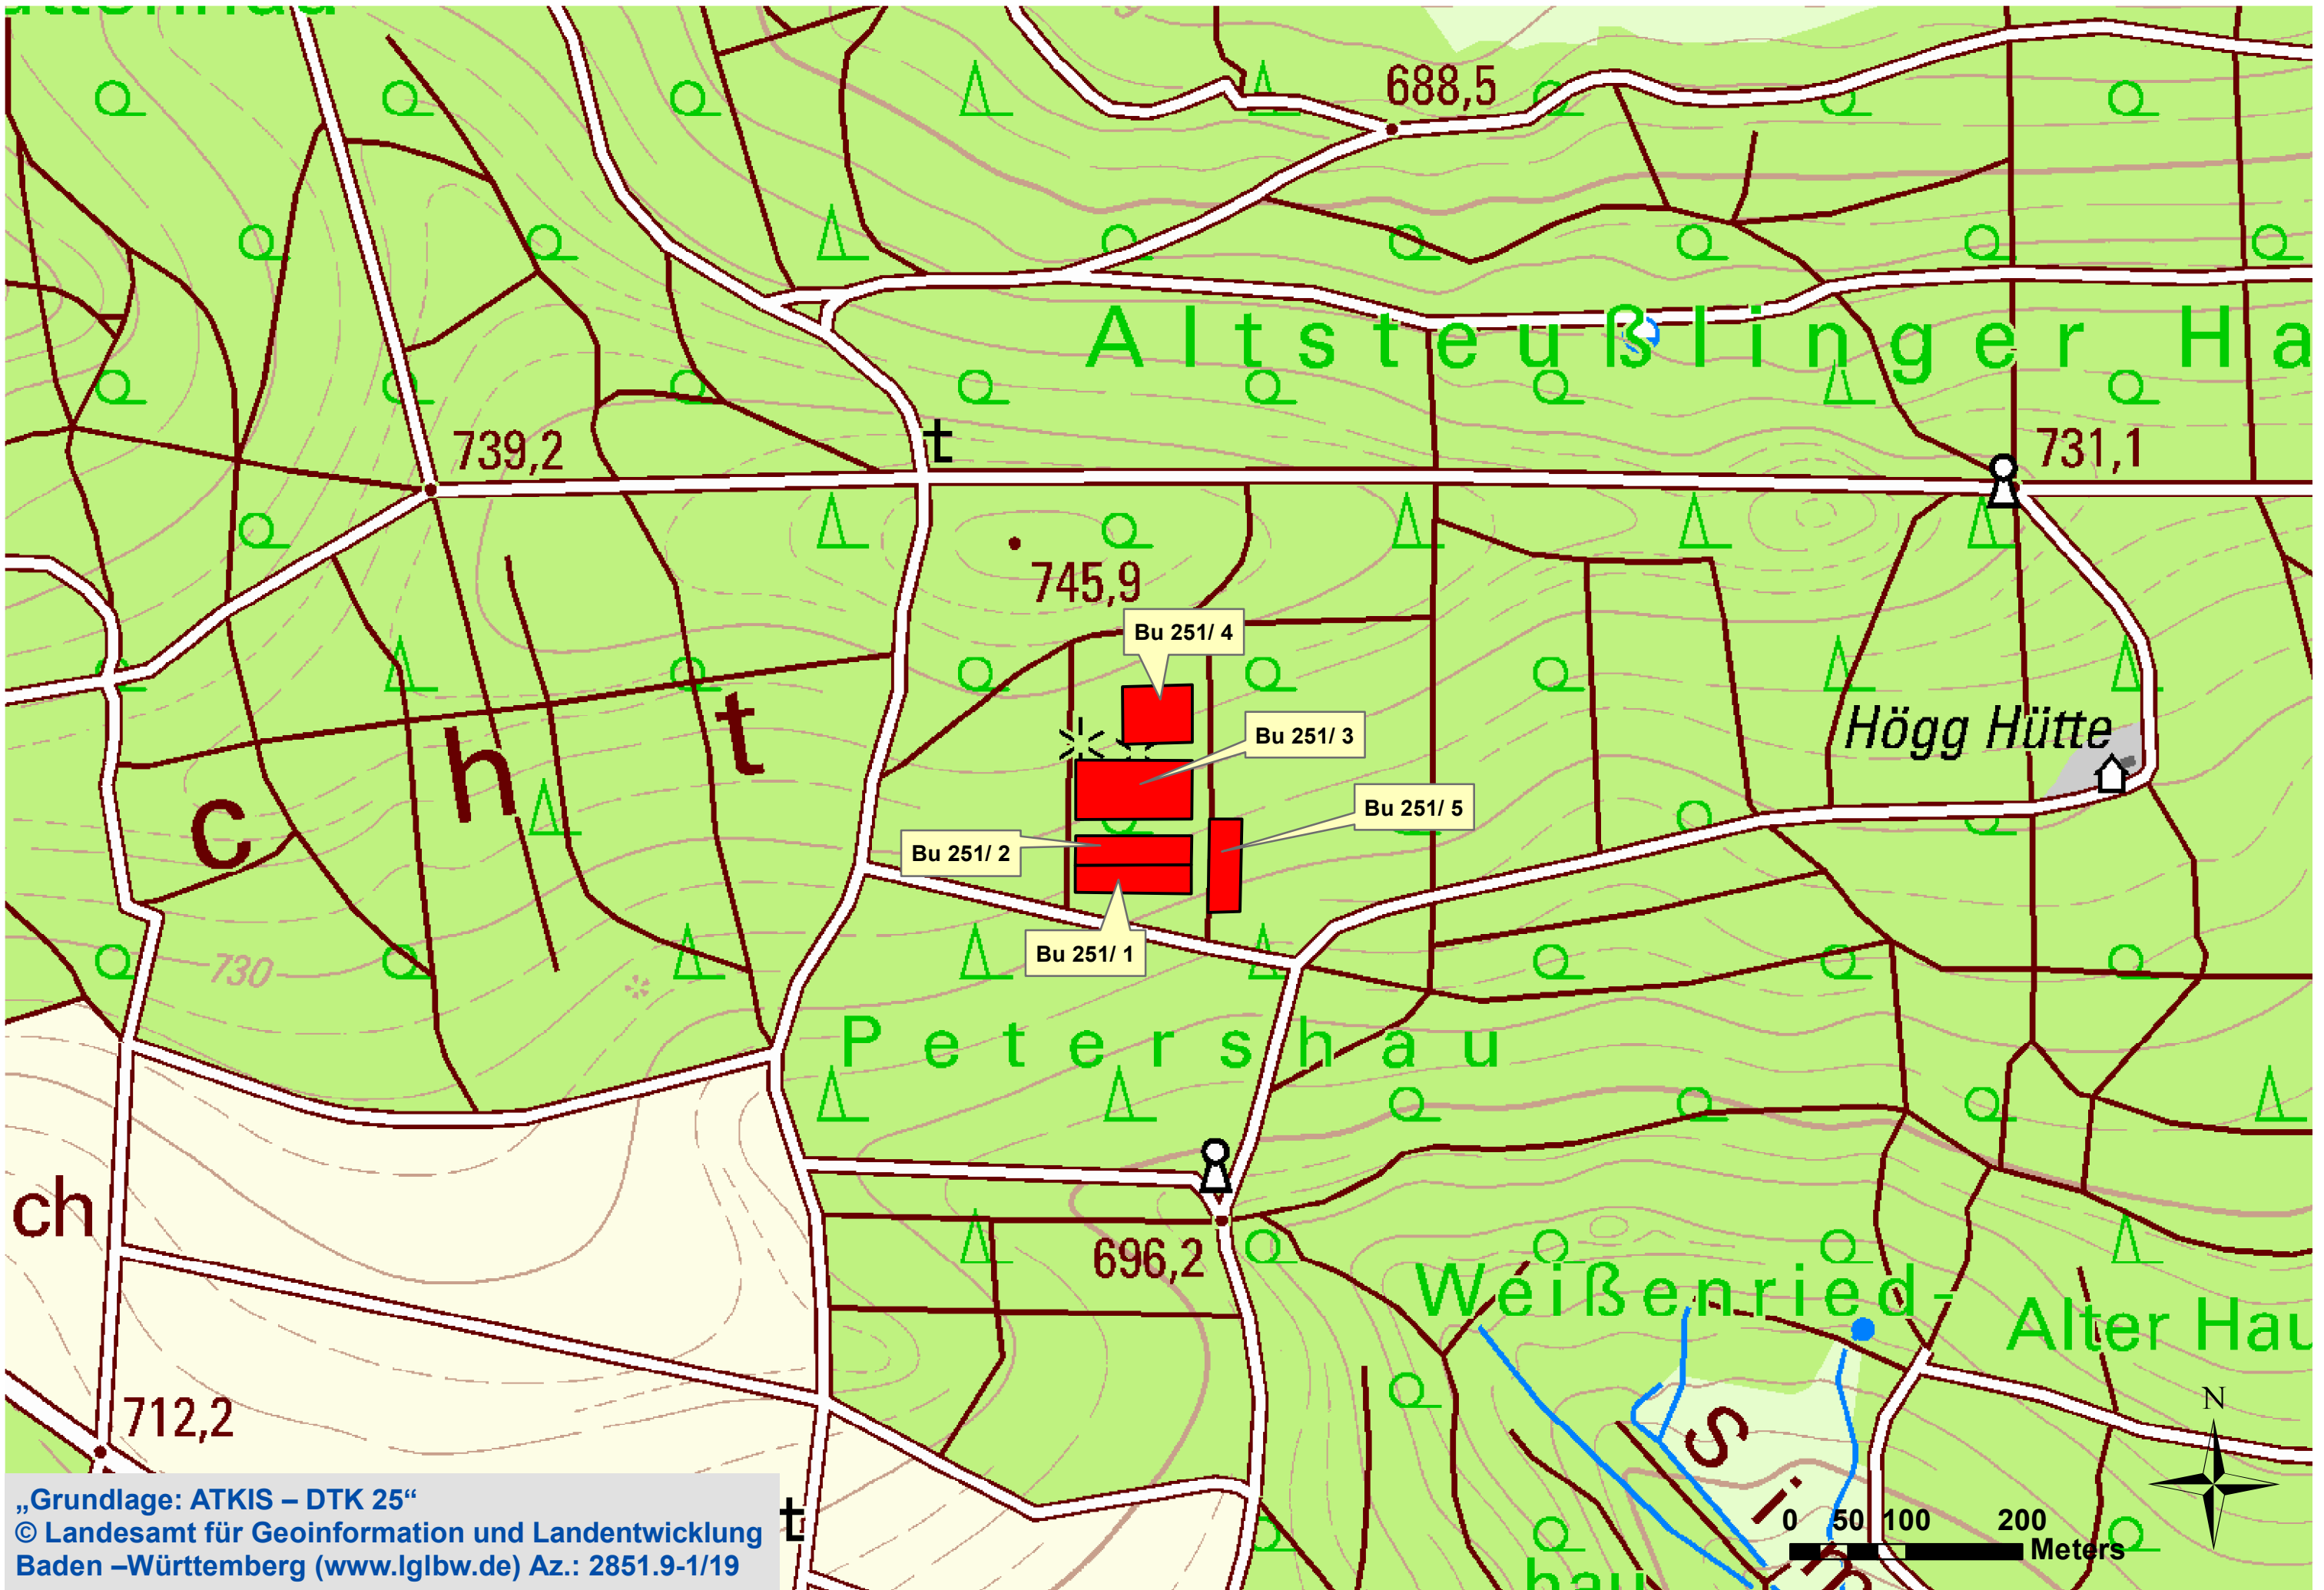 688,5
Altsteußlinger Ha
739,2
t
731,1
745,9
Bu 251/ 4
Bu 251/ 3
Högg Hütte
Bu 251/ 5
Bu 251/ 2
Bu 251/ 1
c h t
730
Petershau
ch
696,2
Weißenried-
hau
Alter Hau
712,2
N
S i
t
0 50 100 200
Meters
„Grundlage: ATKIS – DTK 25“
© Landesamt für Geoinformation und Landentwicklung
Baden –Württemberg (www.lglbw.de) Az.: 2851.9-1/19